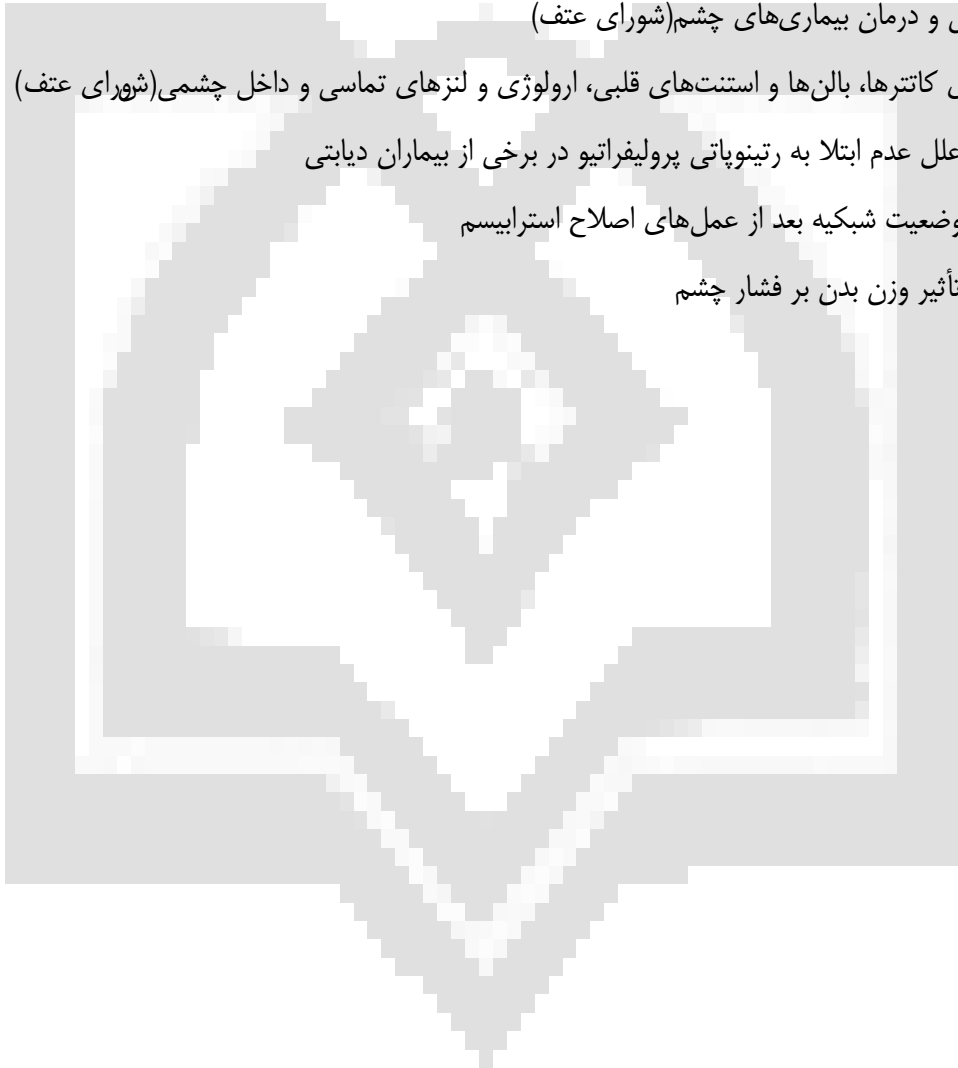 و درمان بیماری‌های چشم(شورای عتف)
کاتترها، بالن‌ها و استنت‌های قلبی، ارولوژی و لنزهای تماسی و داخل چشمی(شورای عتف)
علل عدم ابتلا به رتینوپاتی پرولیفراتیو در برخی از بیماران دیابتی
وضعیت شبکیه بعد از عمل‌های اصلاح استرابیسم
تأثیر وزن بدن بر فشار چشم